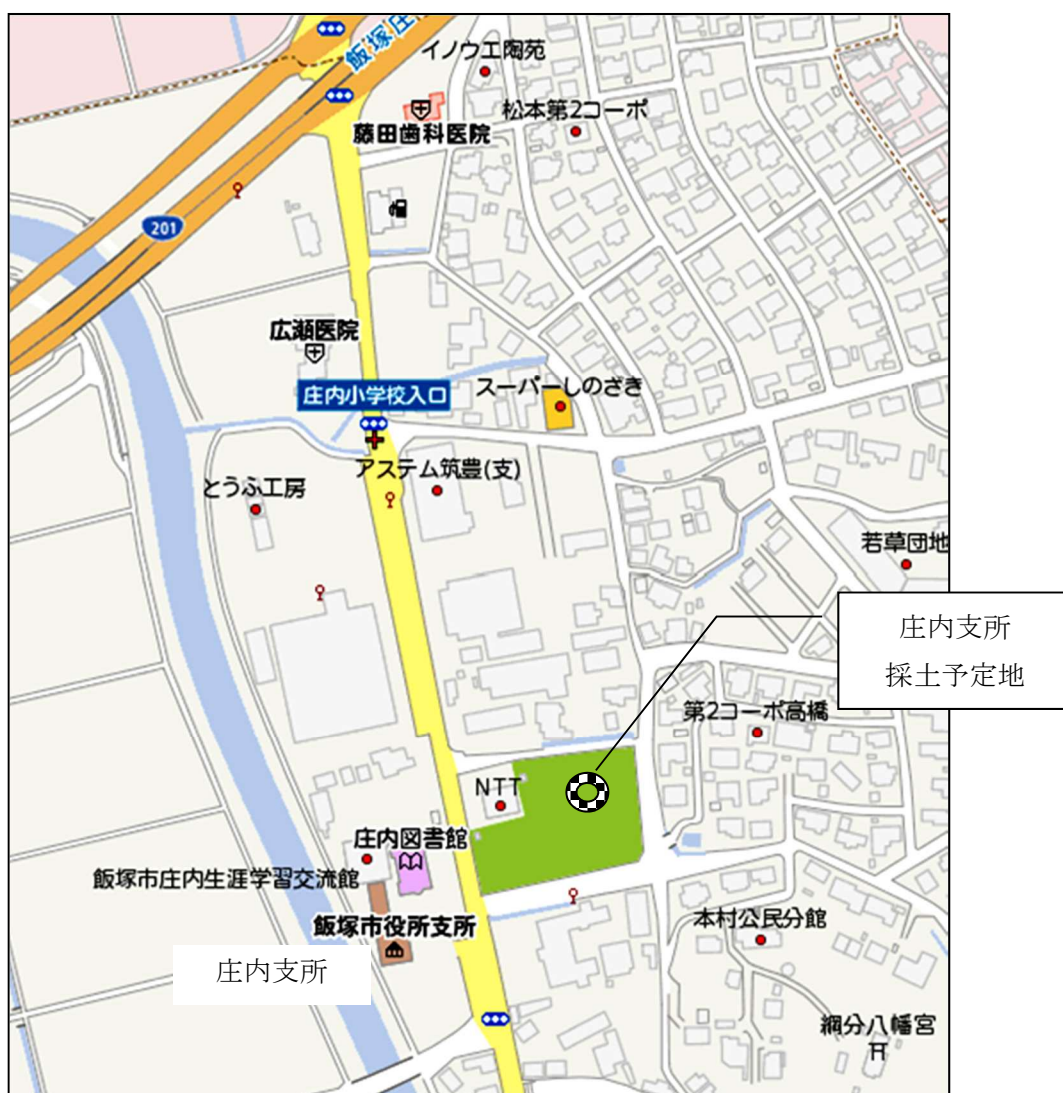 飯塚庄
イノウエ陶苑
松本第2コーポ
藤田歯科医院
201
広瀬医院
庄内小学校入口
スーパーしのざき
アステム筑豊(支)
とうふ工房
若草団地
庄内支所
採土予定地
第2コーポ高橋
NTT
庄内図書館
飯塚市庄内生涯学習交流館
飯塚市役所支所
本村公民分館
庄内支所
綱分八幡宮